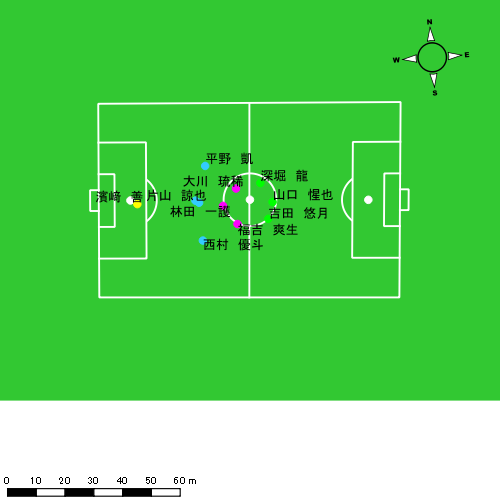 N
W E
S
平野 凱
深堀 龍
大川 琉稀
濱﨑 善 片山 諒也 山口 惺也
林田 一護 吉田 悠月
福吉 爽生
西村 優斗
0 10 20 30 40 50 60 m